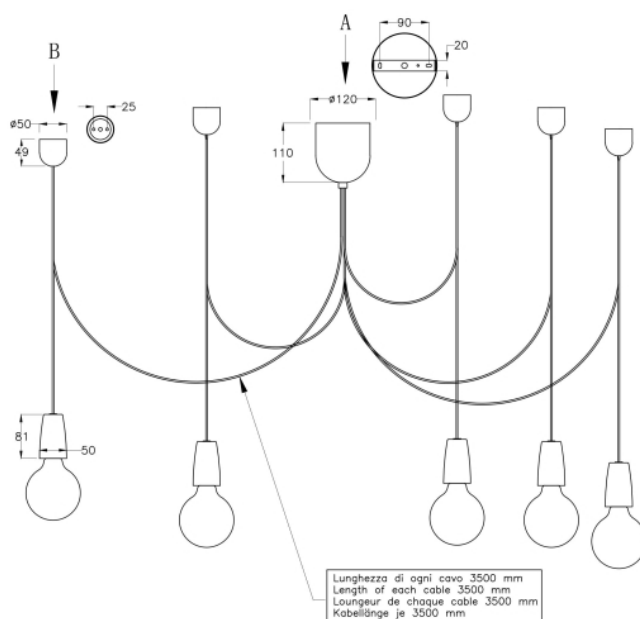 A
B
90
20
25
ø50
ø120
49
110
81
50
Lunghezza di ogni cavo 3500 mm
Length of each cable 3500 mm
Loungeur de chaque cable 3500 mm
Kabellänge je 3500 mm